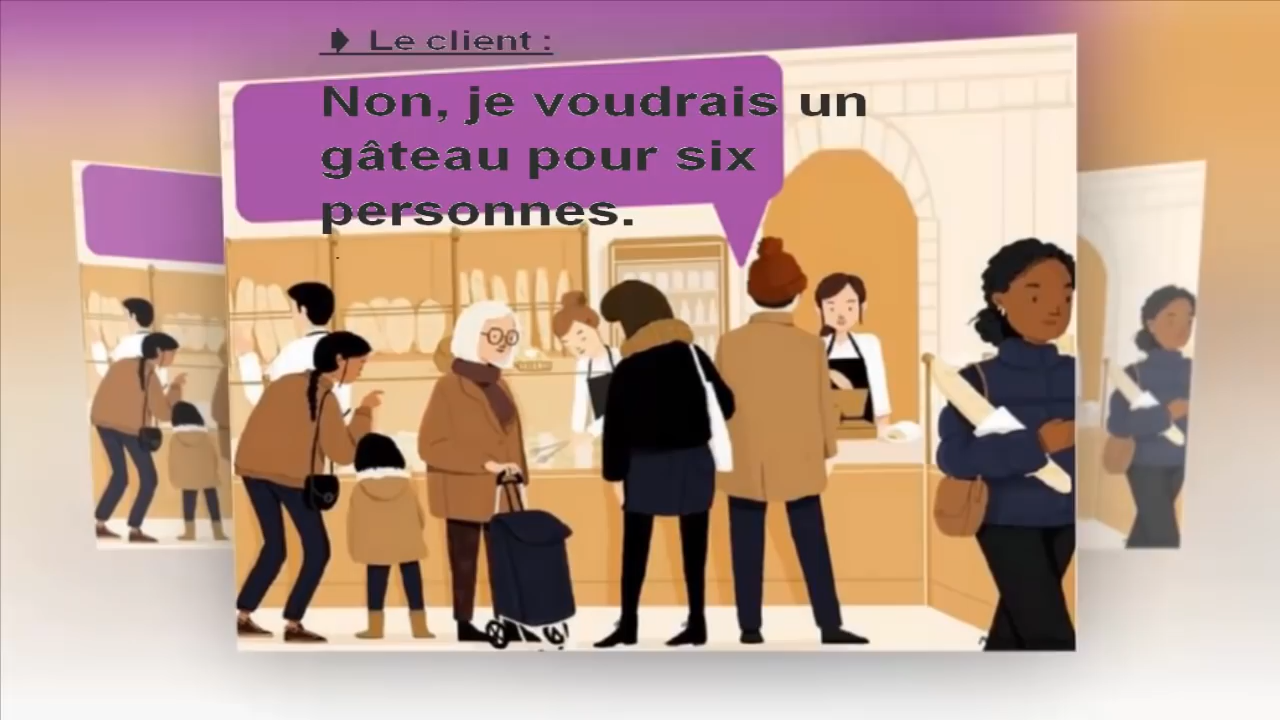 ➧ Le client :
Non, je voudrais un
gâteau pour six
personnes.
.